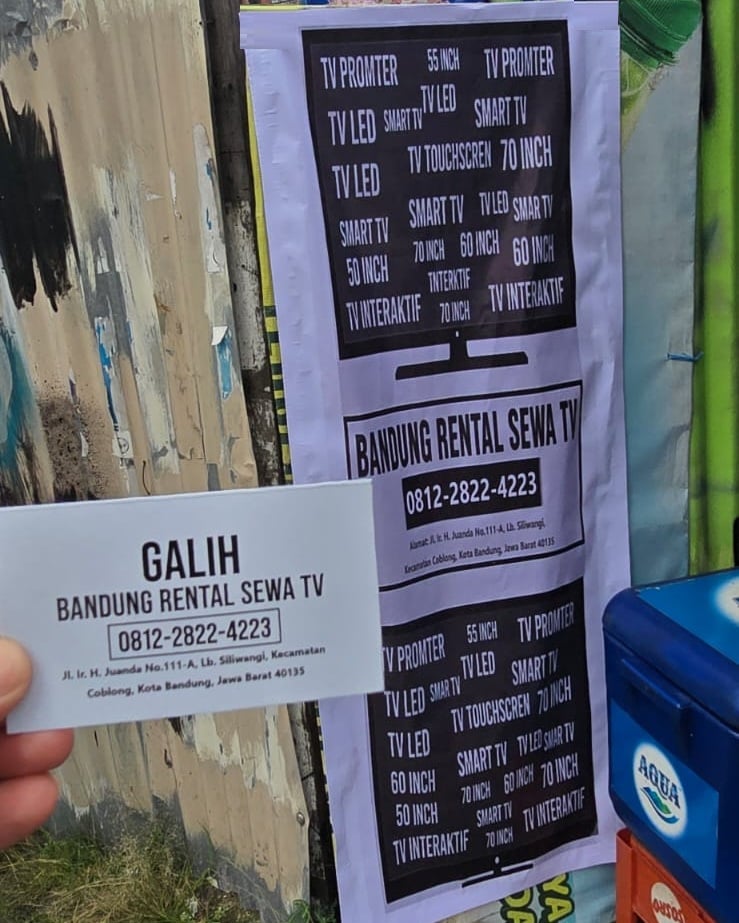 TV PROMTER 55 INCH TV PROMTER
TV LED SMART TV TV LED SMART TV
TV LED TV TOUCHSCREN 70 INCH
SMART TV SMART TV TV LED SMAR TV
50 INCH 70 INCH 60 INCH 60 INCH
TV INTERAKTIF TNTERKTIF TV INTERAKTIF
70 INCH
BANDUNG RENTAL SEWA TV
0812-2822-4223
Alamat: Jl. Ir. H. Juanda No.111-A, Lb. Siliwangi,
Kecamatan Coblong, Kota Bandung, Jawa Barat 40135
GALIH
BANDUNG RENTAL SEWA TV
0812-2822-4223
Jl. Ir. H. Juanda No.111-A, Lb. Siliwangi, Kecamatan
Coblong, Kota Bandung, Jawa Barat 40135
TV PROMTER 55 INCH TV PROMTER
TV LED SMAR TV TV LED SMART TV
TV LED TV TOUCHSCREN 70 INCH
60 INCH SMART TV TV LED SMAR TV
50 INCH 70 INCH 60 INCH 70 INCH
TV INTERAKTIF SMART TV TV INTERAKTIF
70 INCH
AQUA